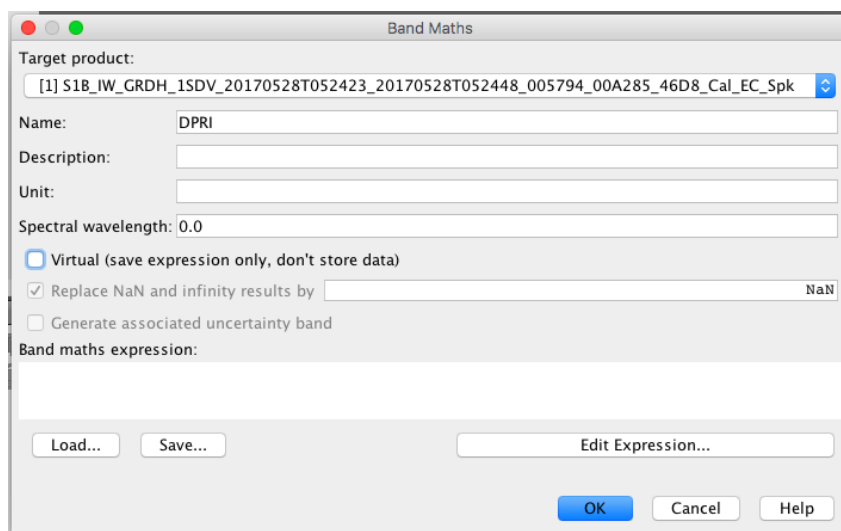 Band Maths
Target product:
[1] S1B_IW_GRDH_1SDV_20170528T052423_20170528T052448_005794_00A285_46D8_Cal_EC_Spk
Name: DPRI
Description:
Unit:
Spectral wavelength: 0.0
Virtual (save expression only, don't store data)
Replace NaN and infinity results by NaN
Generate associated uncertainty band
Band maths expression:
Load... Save... Edit Expression...
OK Cancel Help